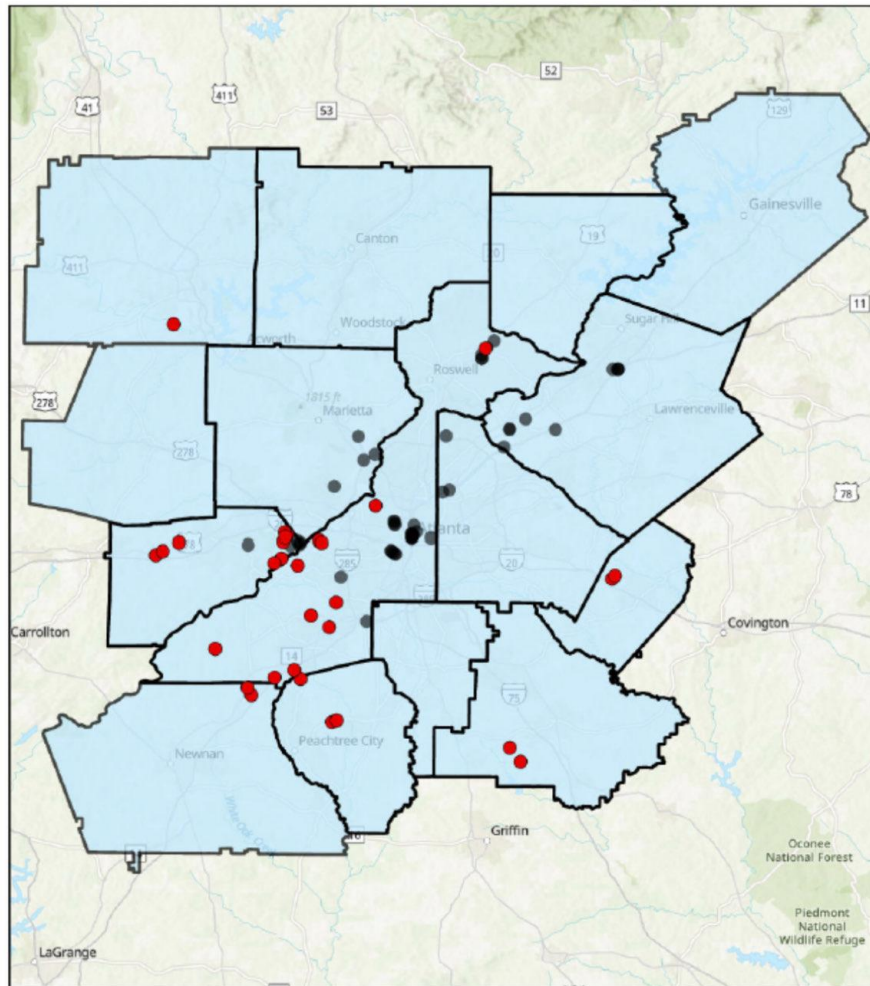 52
411
41
53
129
Gainesville
Canton
19
411
11
Sugar
Woodstock
Acworth
Roswell
278
1815 ft
Marietta
Lawrenceville
278
78
Atlanta
78
285
20
Carrollton
Covington
14
75
Newnan
Peachtree City
Griffin
Oconee
National Forest
Piedmont
National
Wildlife Refuge
LaGrange